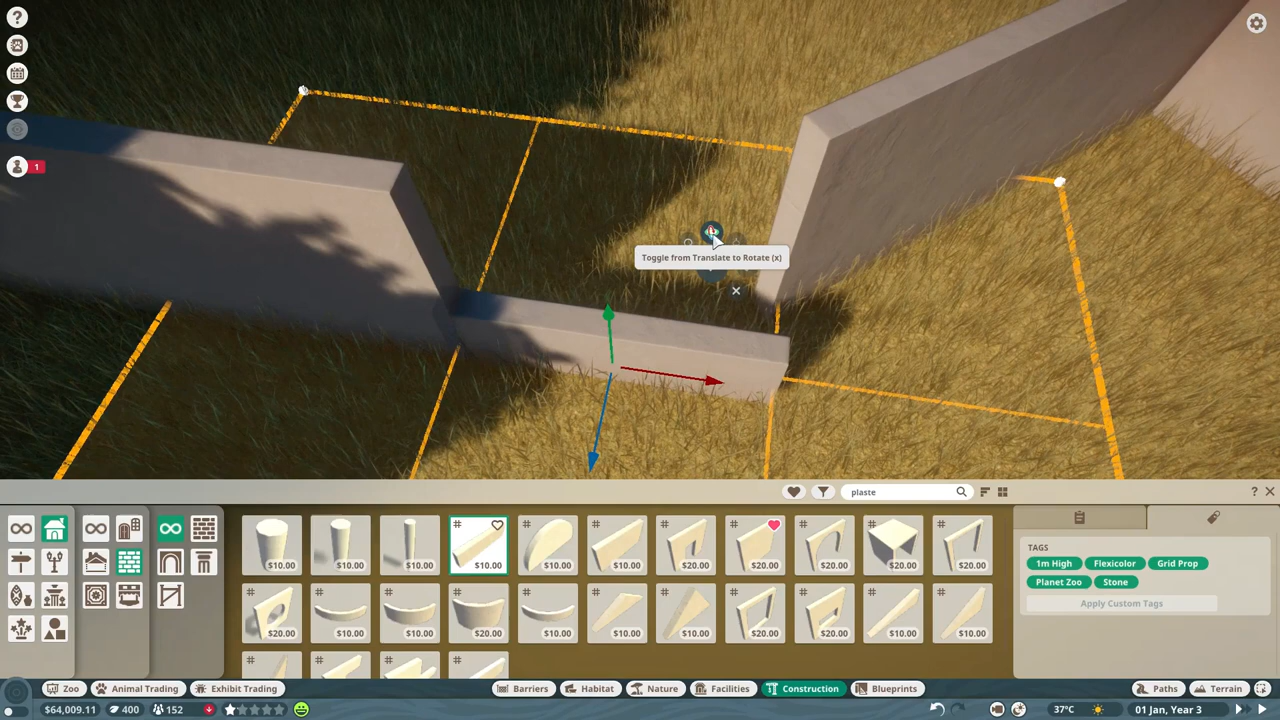 ?
1
Toggle from Translate to Rotate (x)
plaste
?
$10.00 $10.00 $10.00 $10.00 $10.00 $10.00 $20.00 $20.00 $20.00 $20.00 $20.00
$20.00 $10.00 $10.00 $20.00 $10.00 $10.00 $10.00 $20.00 $20.00 $10.00 $10.00
TAGS
1m High Flexicolor Grid Prop
Planet Zoo Stone
Apply Custom Tags
Zoo Animal Trading Exhibit Trading Barriers Habitat Nature Facilities Construction Blueprints Paths Terrain
$64,009.11 400 152 37°C 01 Jan, Year 3